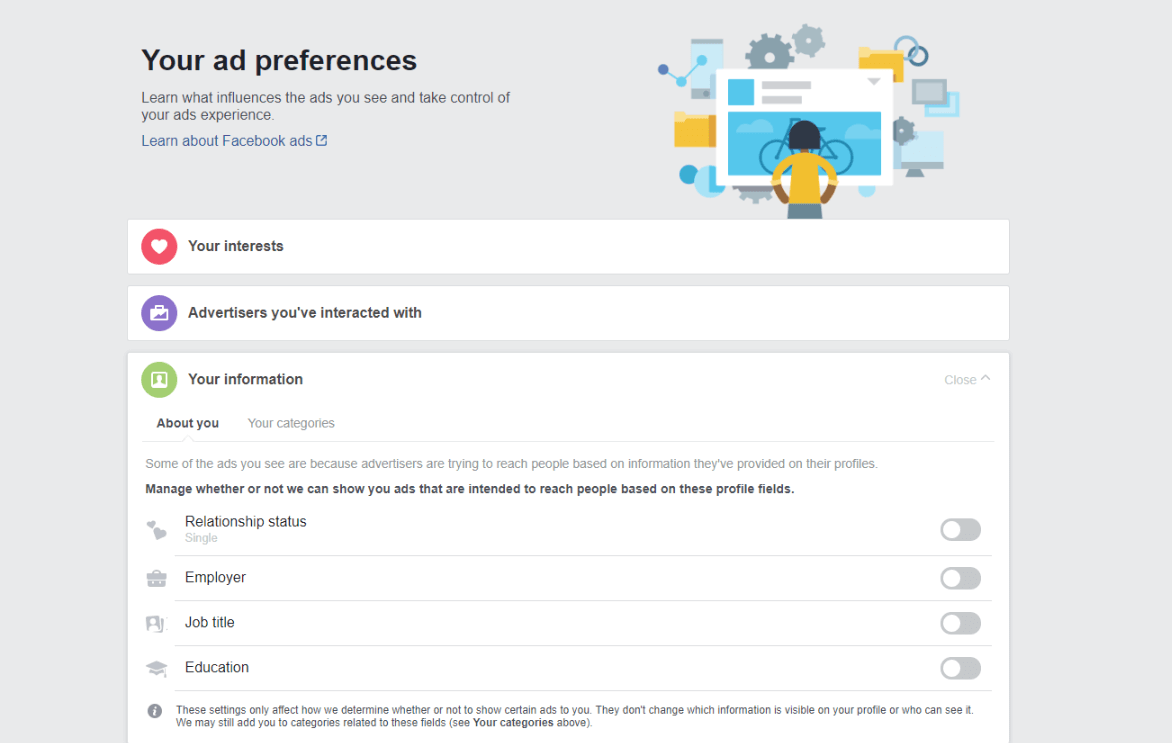 Your ad preferences
Learn what influences the ads you see and take control of
your ads experience.
Learn about Facebook ads
Your interests
Advertisers you've interacted with
Your information
Close
About you
Your categories
Some of the ads you see are because advertisers are trying to reach people based on information they've provided on their profiles.
Manage whether or not we can show you ads that are intended to reach people based on these profile fields.
Relationship status
Single
Employer
Job title
Education
These settings only affect how we determine whether or not to show certain ads to you. They don't change which information is visible on your profile or who can see it.
We may still add you to categories related to these fields (see Your categories above).